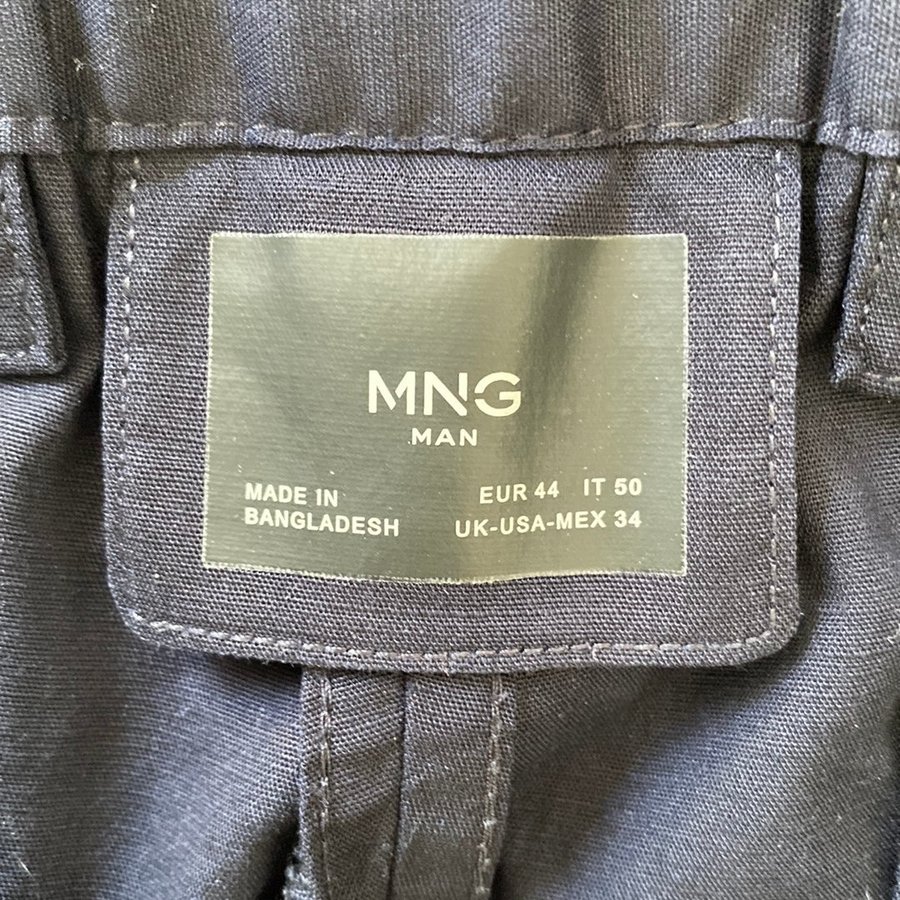 MNG
MAN
MADE IN
BANGLADESH
EUR 44 IT 50
UK-USA-MEX 34